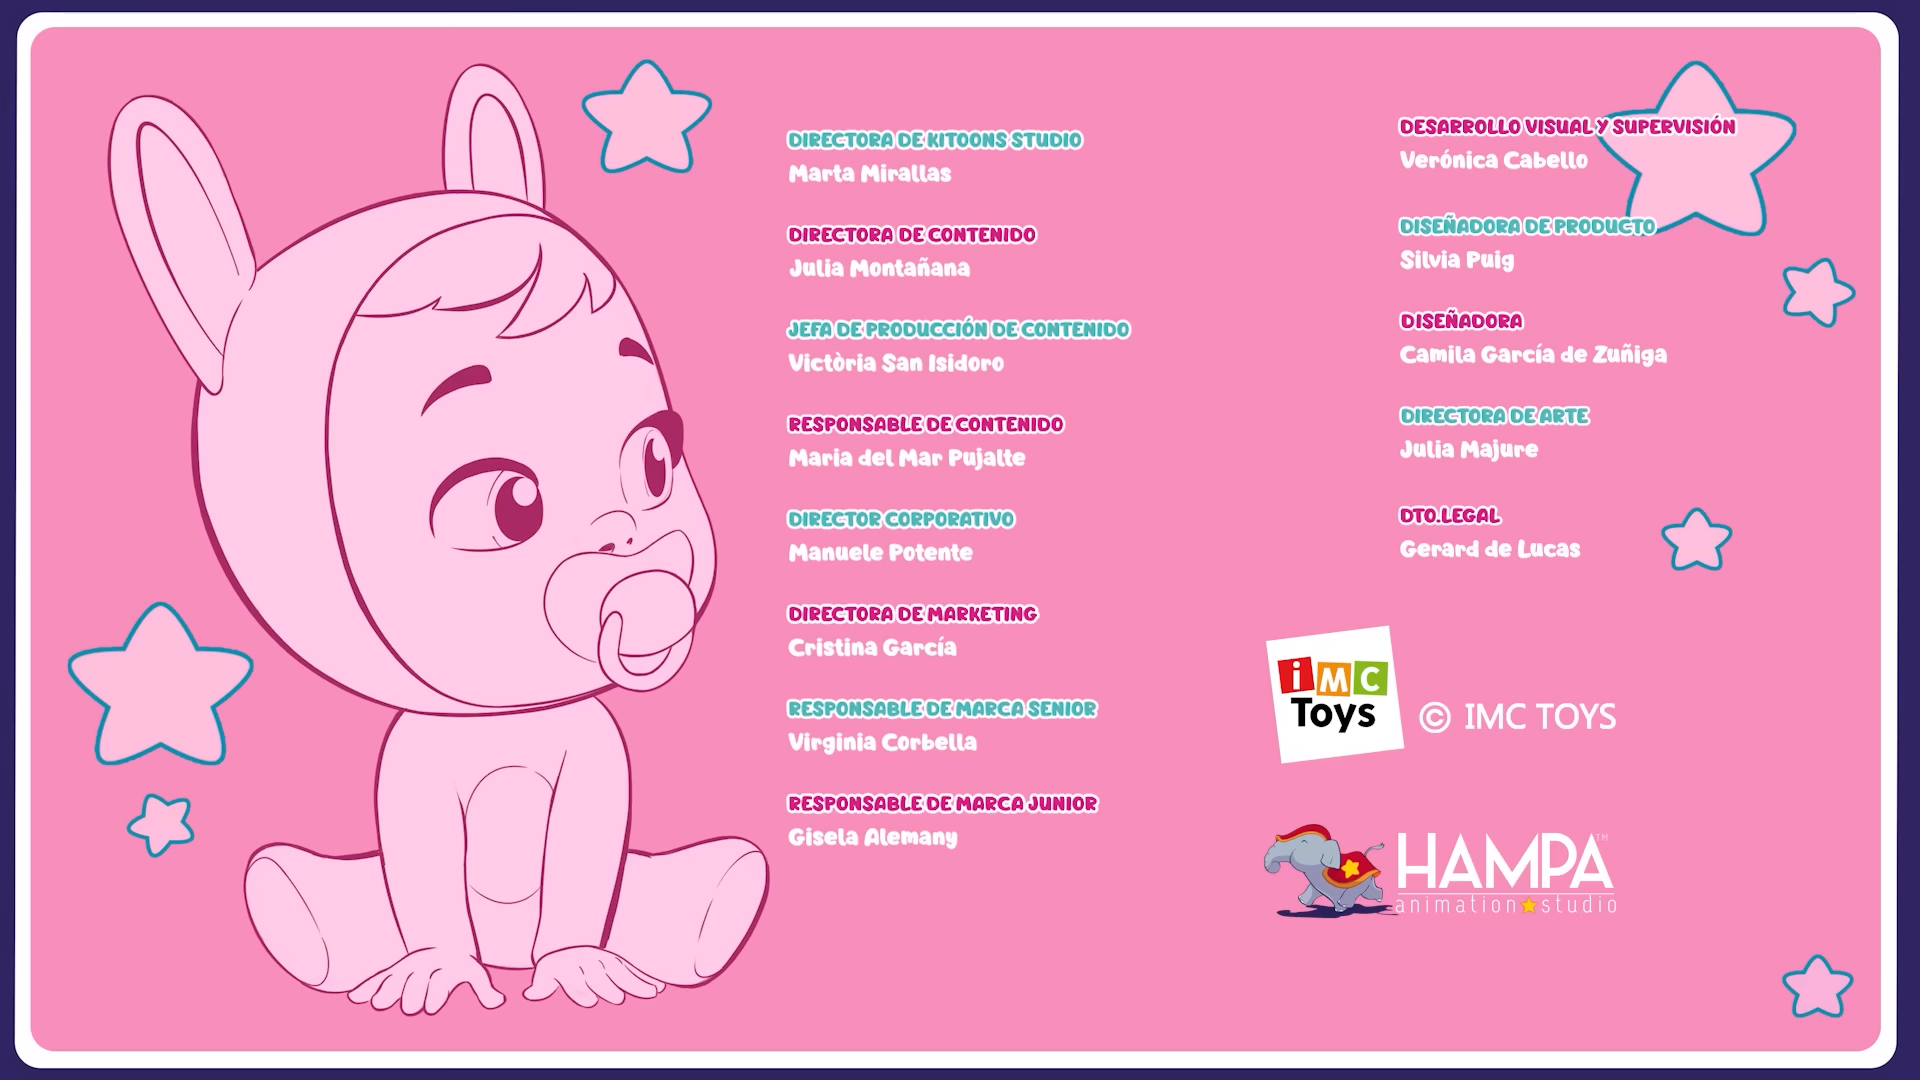 DIRECTORA DE KITOONS STUDIO
Marta Mirallas
DIRECTORA DE CONTENIDO
Julia Montañana
JEFA DE PRODUCCIÓN DE CONTENIDO
Victòria San Isidoro
RESPONSABLE DE CONTENIDO
Maria del Mar Pujalte
DIRECTOR CORPORATIVO
Manuele Potente
DIRECTORA DE MARKETING
Cristina García
RESPONSABLE DE MARCA SENIOR
Virginia Corbella
RESPONSABLE DE MARCA JUNIOR
Gisela Alemany
DESARROLLO VISUAL Y SUPERVISIÓN
Verónica Cabello
DISEÑADORA DE PRODUCTO
Silvia Puig
DISEÑADORA
Camila García de Zuñiga
DIRECTORA DE ARTE
Julia Majure
DTO.LEGAL
Gerard de Lucas
iMC
Toys
© IMC TOYS
HAMPA™
animation studio